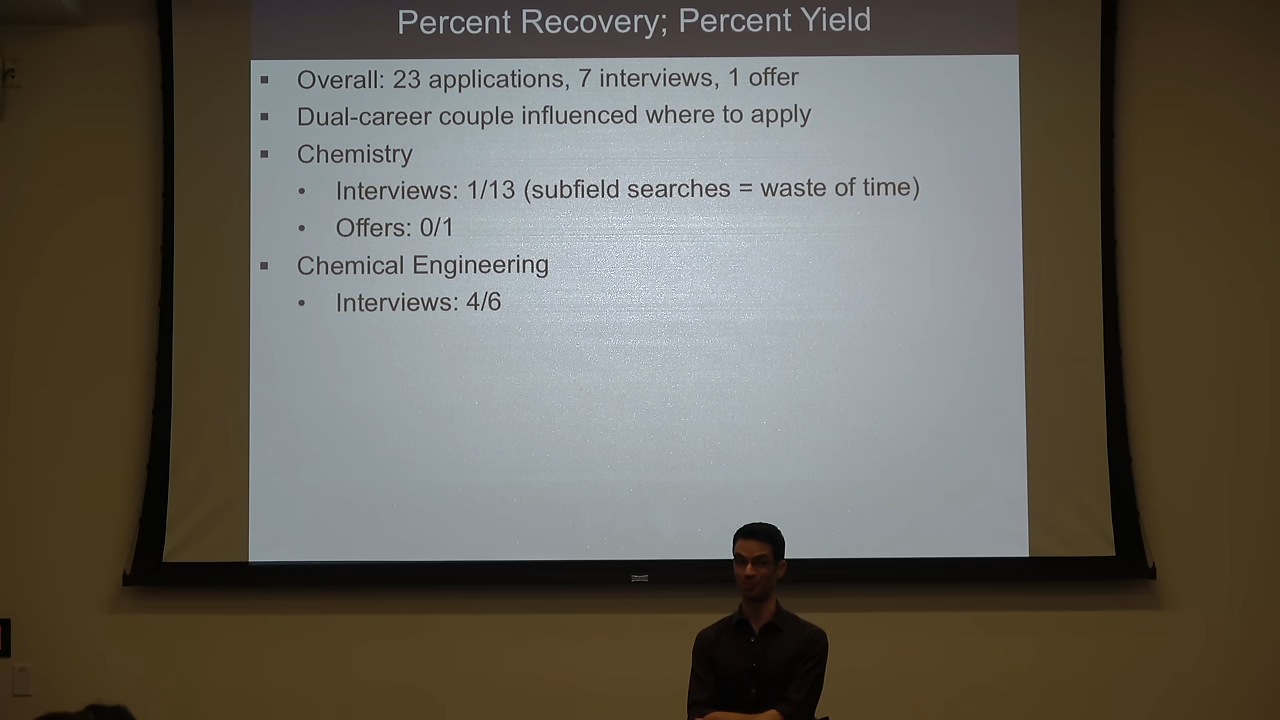 Percent Recovery; Percent Yield
▪ Overall: 23 applications, 7 interviews, 1 offer
▪ Dual-career couple influenced where to apply
▪ Chemistry
• Interviews: 1/13 (subfield searches = waste of time)
• Offers: 0/1
▪ Chemical Engineering
• Interviews: 4/6